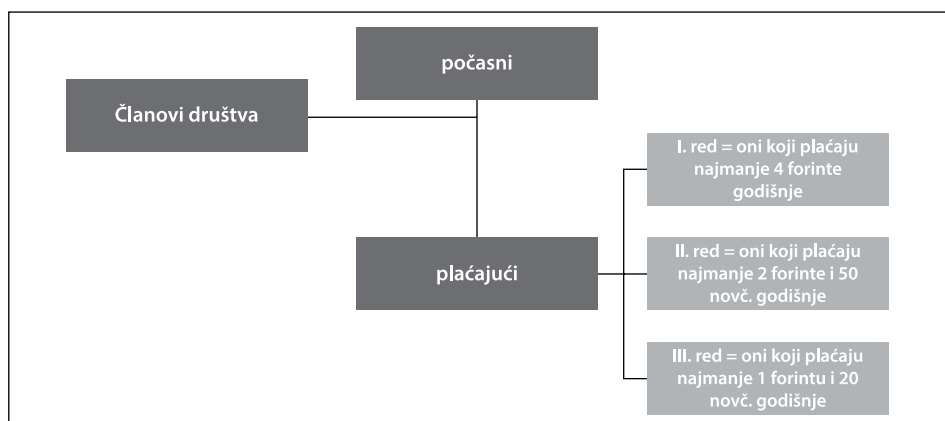 počasni
Članovi društva
I. red = oni koji plaćaju
najmanje 4 forinte
godišnje
plaćajući
II. red = oni koji plaćaju
najmanje 2 forinte i 50
novč. godišnje
III. red = oni koji plaćaju
najmanje 1 forintu i 20
novč. godišnje